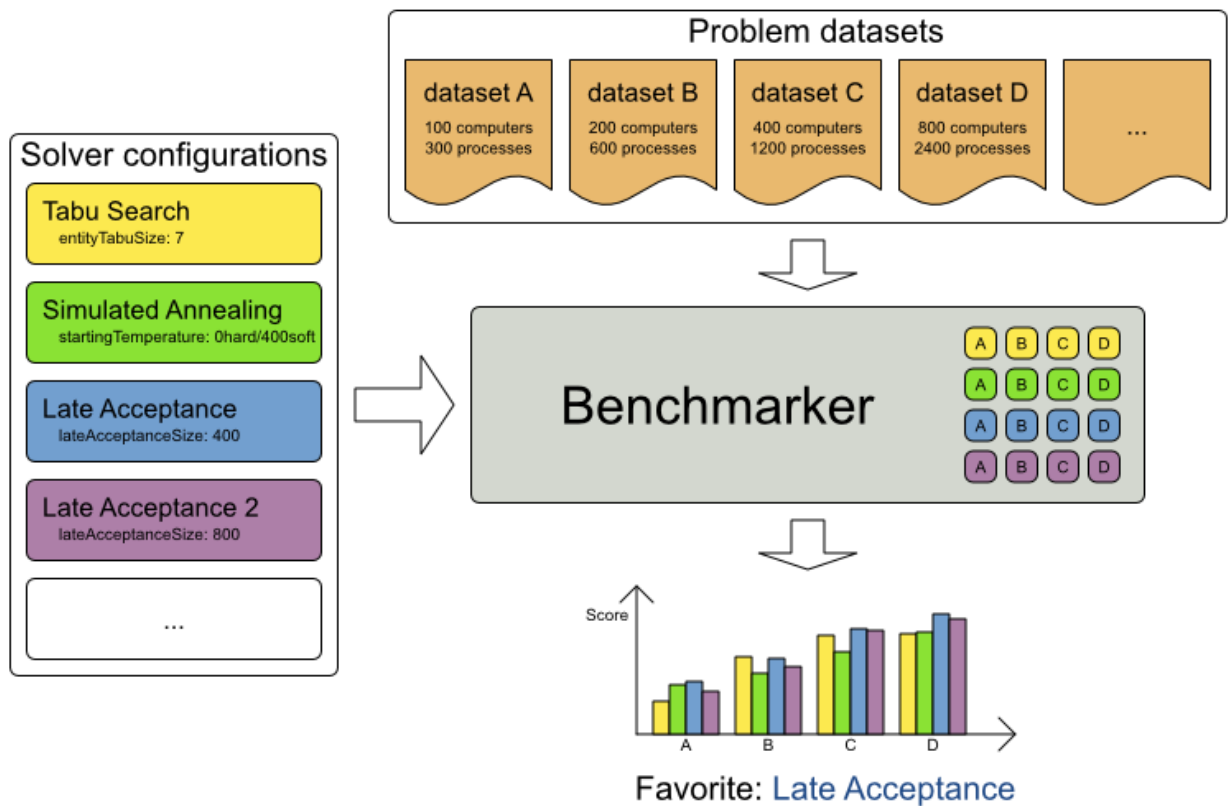 Problem datasets
dataset A
100 computers
300 processes
dataset B
200 computers
600 processes
dataset C
400 computers
1200 processes
dataset D
800 computers
2400 processes
...
Solver configurations
Tabu Search
entityTabuSize: 7
Simulated Annealing
startingTemperature: 0hard/400soft
Late Acceptance
lateAcceptanceSize: 400
Late Acceptance 2
lateAcceptanceSize: 800
...
Benchmarker
A B C D
A B C D
A B C D
A B C D
Score
A B C D
Favorite: Late Acceptance